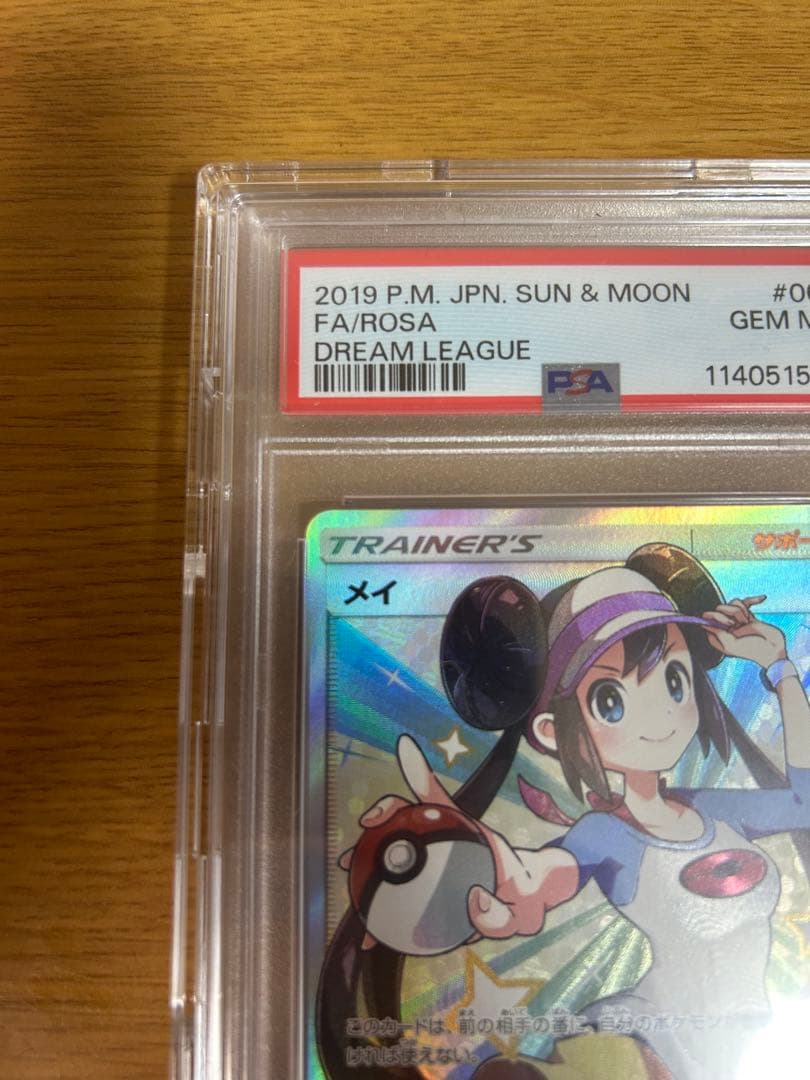 2019 P.M. JPN. SUN & MOON
FA/ROSA GEM
DREAM LEAGUE
PSA
TRAINER'S
メイ
このカードは、前の相手の番に、自分のポケモン
ければ使えない。